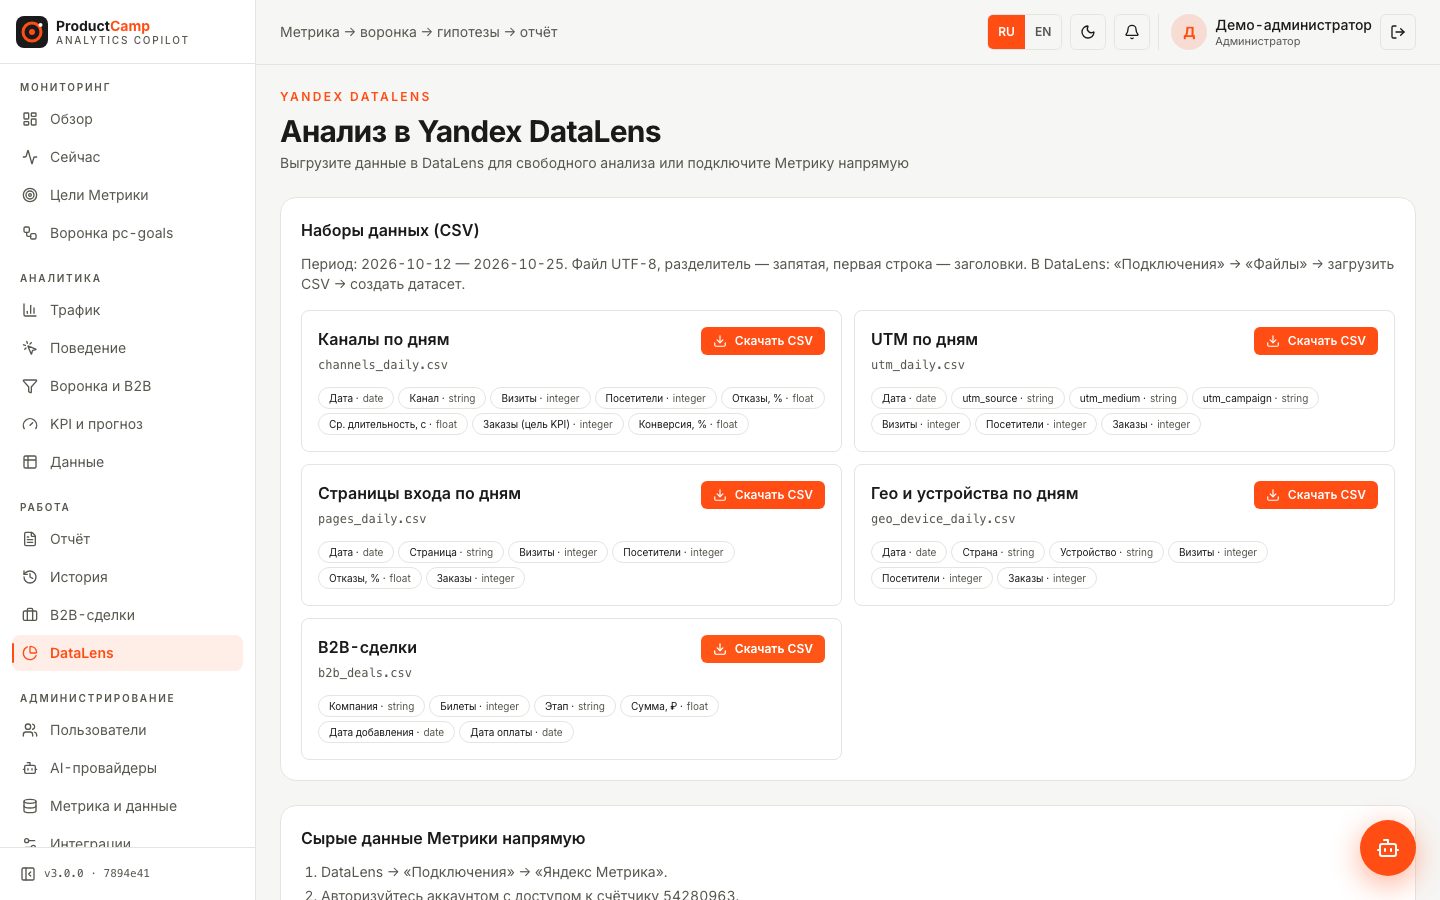 ProductCamp
ANALYTICS COPILOT
МОНИТОРИНГ
Обзор
Сейчас
Цели Метрики
Воронка pc-goals
АНАЛИТИКА
Трафик
Поведение
Воронка и B2B
KPI и прогноз
Данные
РАБОТА
Отчёт
История
B2B-сделки
DataLens
АДМИНИСТРИРОВАНИЕ
Пользователи
AI-провайдеры
Метрика и данные
Интеграции
v3.0.0 · 7894e41
Метрика → воронка → гипотезы → отчёт
RU EN
Д
Демо-администратор
Администратор
YANDEX DATALENS
Анализ в Yandex DataLens
Выгрузите данные в DataLens для свободного анализа или подключите Метрику напрямую
Наборы данных (CSV)
Период: 2026-10-12 — 2026-10-25. Файл UTF-8, разделитель — запятая, первая строка — заголовки. В DataLens: «Подключения» → «Файлы» → загрузить
CSV → создать датасет.
Каналы по дням
Скачать CSV
channels_daily.csv
Дата · date Канал · string Визиты · integer Посетители · integer Отказы, % · float
Ср. длительность, с · float Заказы (цель KPI) · integer Конверсия, % · float
UTM по дням
Скачать CSV
utm_daily.csv
Дата · date utm_source · string utm_medium · string utm_campaign · string
Визиты · integer Посетители · integer Заказы · integer
Страницы входа по дням
Скачать CSV
pages_daily.csv
Дата · date Страница · string Визиты · integer Посетители · integer
Отказы, % · float Заказы · integer
Гео и устройства по дням
Скачать CSV
geo_device_daily.csv
Дата · date Страна · string Устройство · string Визиты · integer
Посетители · integer Заказы · integer
B2B-сделки
Скачать CSV
b2b_deals.csv
Компания · string Билеты · integer Этап · string Сумма, ₽ · float
Дата добавления · date Дата оплаты · date
Сырые данные Метрики напрямую
1. DataLens → «Подключения» → «Яндекс Метрика».
2. Авторизуйтесь аккаунтом с доступом к счётчику 54280963.